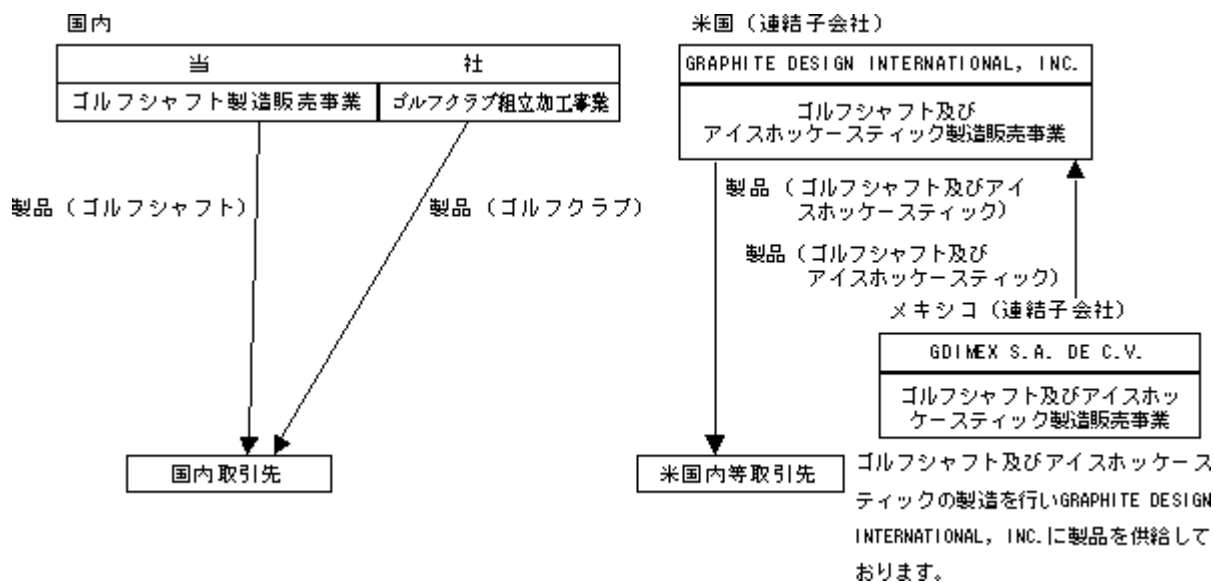 国内
当 社
ゴルフシャフト製造販売事業
ゴルフクラブ組立加工事業
製品（ゴルフシャフト）
製品（ゴルフクラブ）
国内取引先
米国（連結子会社）
GRAPHITE DESIGN INTERNATIONAL, INC.
ゴルフシャフト及び
アイスホッケースティック製造販売事業
製品（ゴルフシャフト及びアイ
スホッケースティック）
製品（ゴルフシャフト及び
アイスホッケースティック）
メキシコ（連結子会社）
GDIMEX S.A. DE C.V.
ゴルフシャフト及びアイスホッ
ケースティック製造販売事業
米国内等取引先
ゴルフシャフト及びアイスホッケース
ティックの製造を行いGRAPHITE DESIGN
INTERNATIONAL, INC.に製品を供給して
おります。